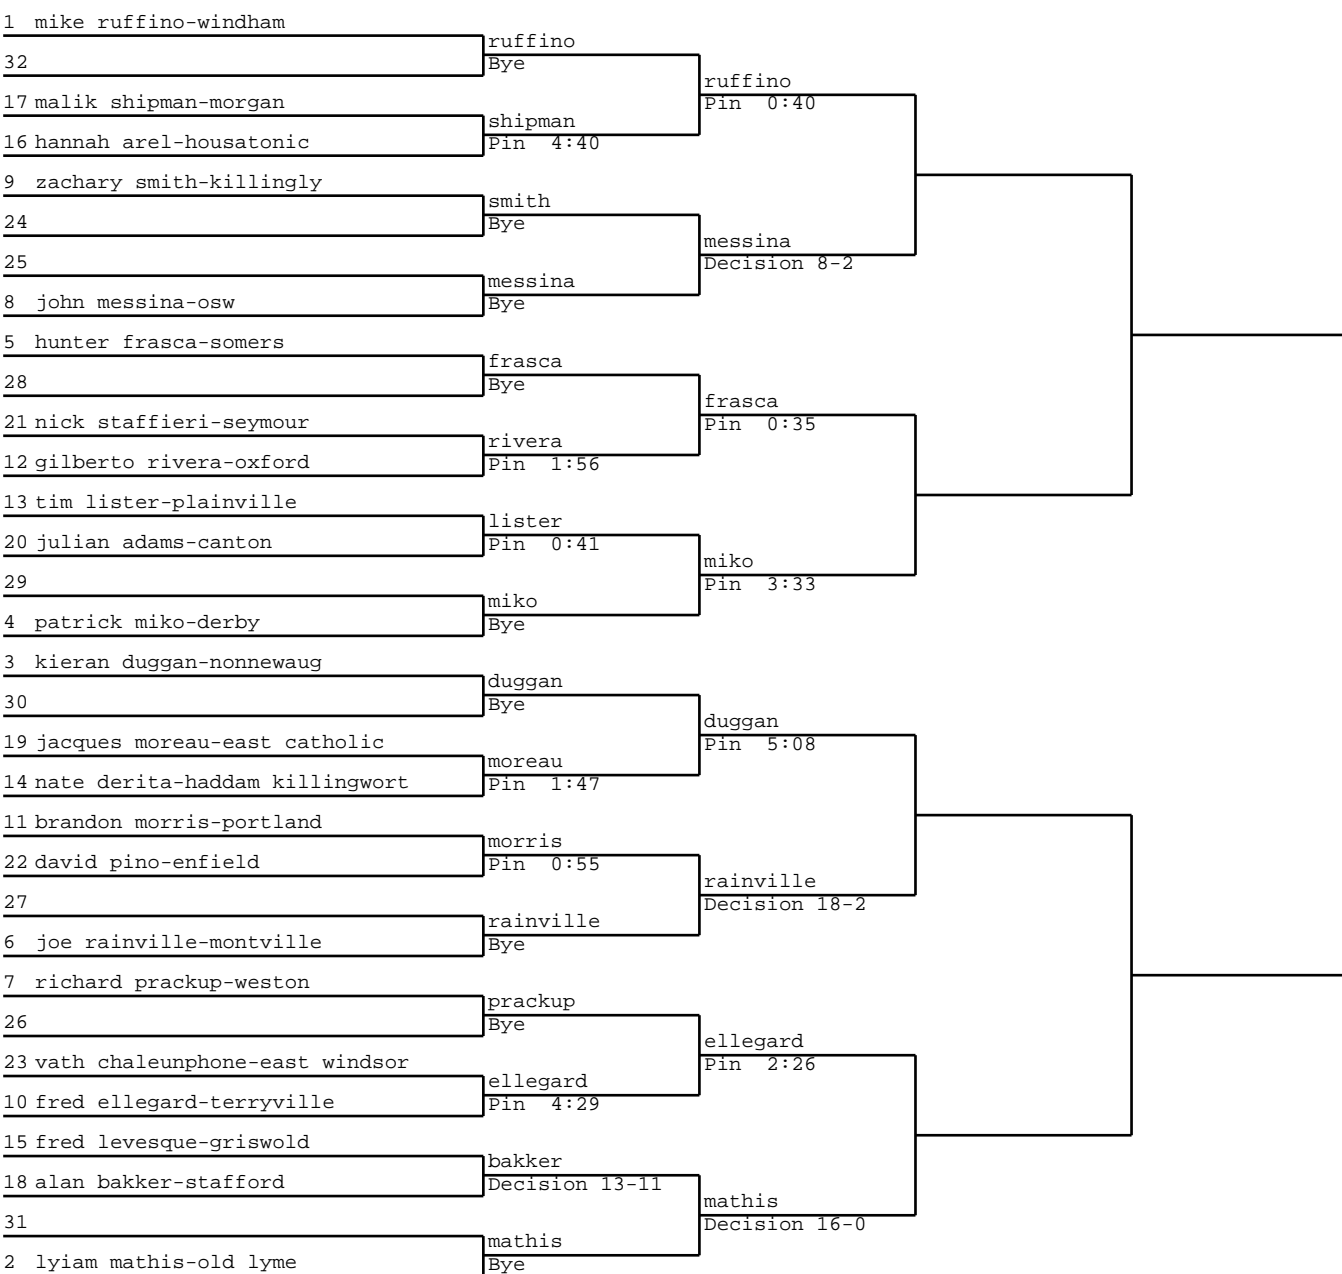 1 mike ruffino-windham
32
17 malik shipman-morgan
16 hannah arel-housatonic
9 zachary smith-killingly
24
25
8 john messina-osw
5 hunter frasca-somers
28
21 nick staffieri-seymour
12 gilberto rivera-oxford
13 tim lister-plainville
20 julian adams-canton
29
4 patrick miko-derby
3 kieran duggan-nonnewaug
30
19 jacques moreau-east catholic
14 nate derita-haddam killingwort
11 brandon morris-portland
22 david pino-enfield
27
6 joe rainville-montville
7 richard prackup-weston
26
23 vath chaleunphone-east windsor
10 fred ellegard-terryville
15 fred levesque-griswold
18 alan bakker-stafford
31
2 lyiam mathis-old lyme
ruffino
Bye
shipman
Pin 4:40
smith
Bye
messina
Bye
frasca
Bye
rivera
Pin 1:56
lister
Pin 0:41
miko
Bye
duggan
Bye
moreau
Pin 1:47
morris
Pin 0:55
rainville
Bye
prackup
Bye
ellegard
Pin 4:29
bakker
Decision 13-11
mathis
Bye
ruffino
Pin 0:40
messina
Decision 8-2
frasca
Pin 0:35
miko
Pin 3:33
duggan
Pin 5:08
rainville
Decision 18-2
ellegard
Pin 2:26
mathis
Decision 16-0